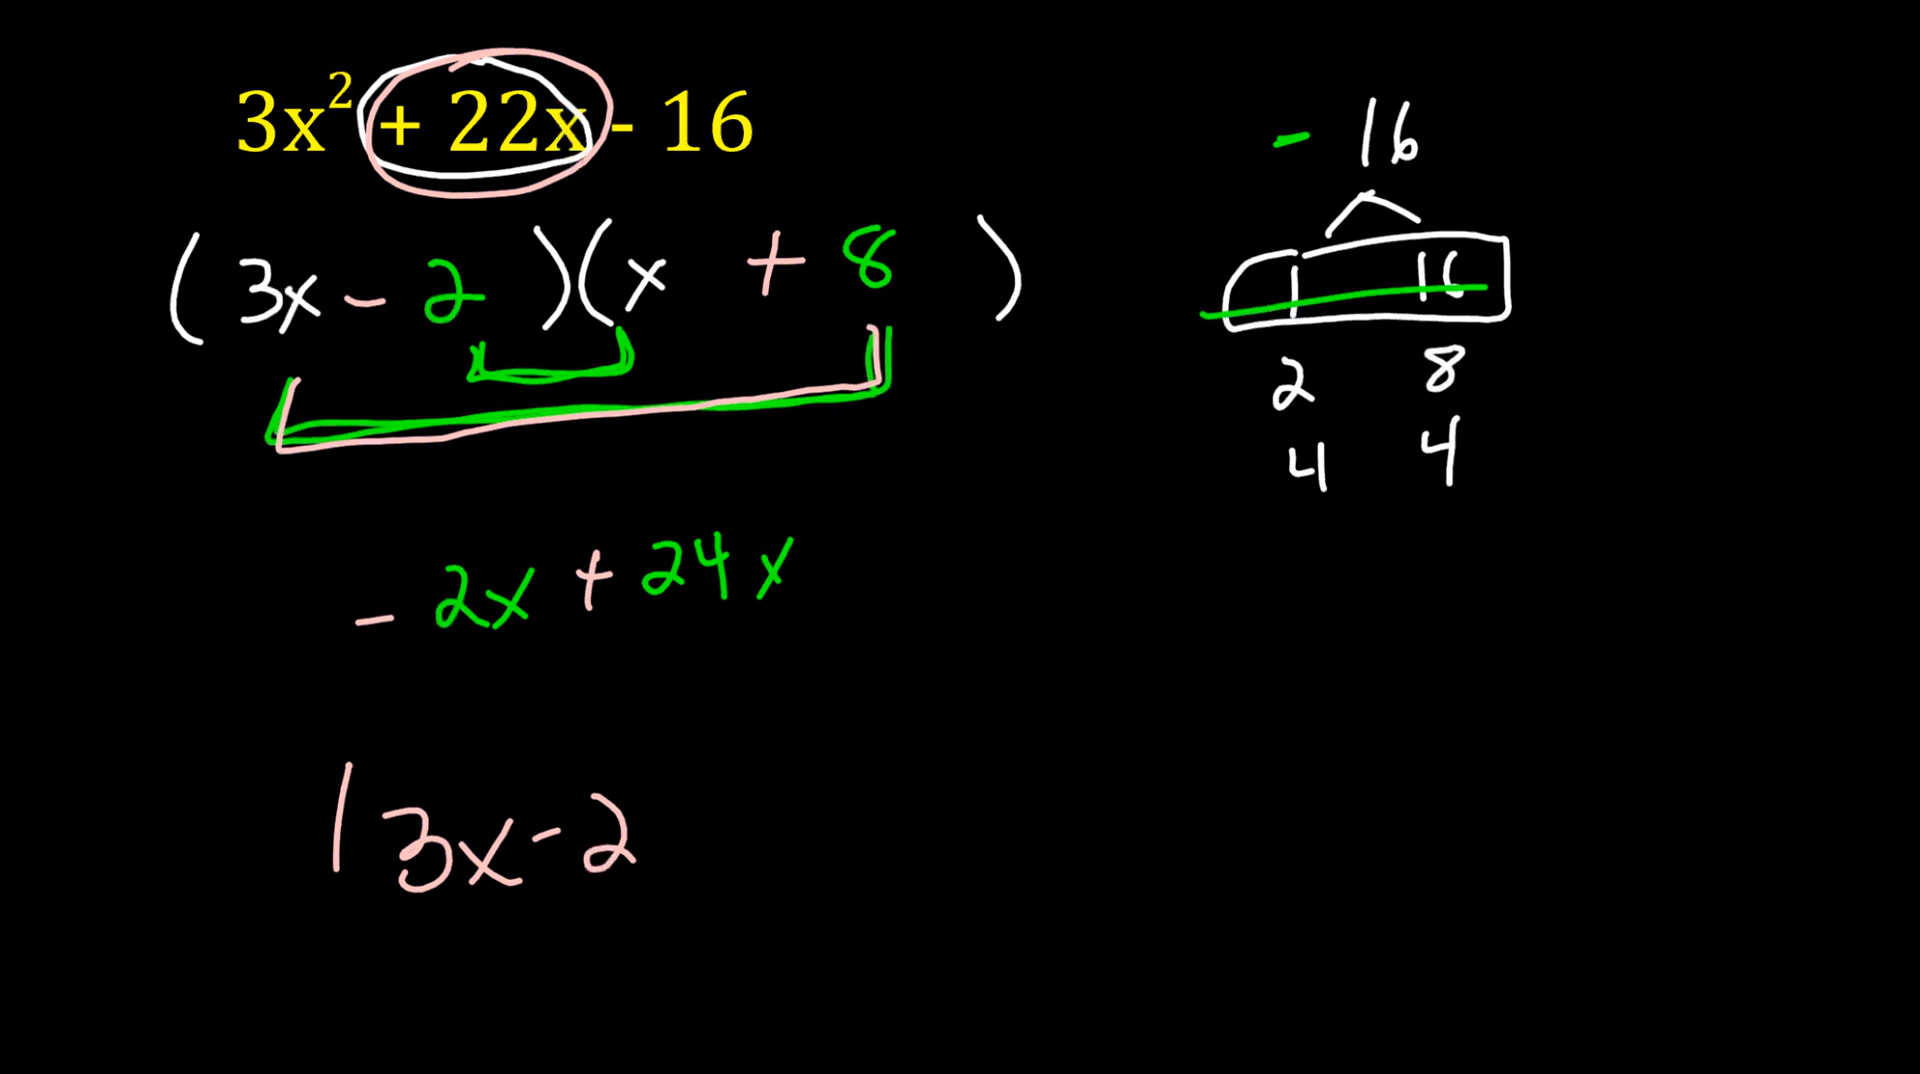 3x² + 22x - 16
(3x - 2)(x + 8)
- 2x + 24x
(3x - 2
- 16
1 16
2 8
4 4